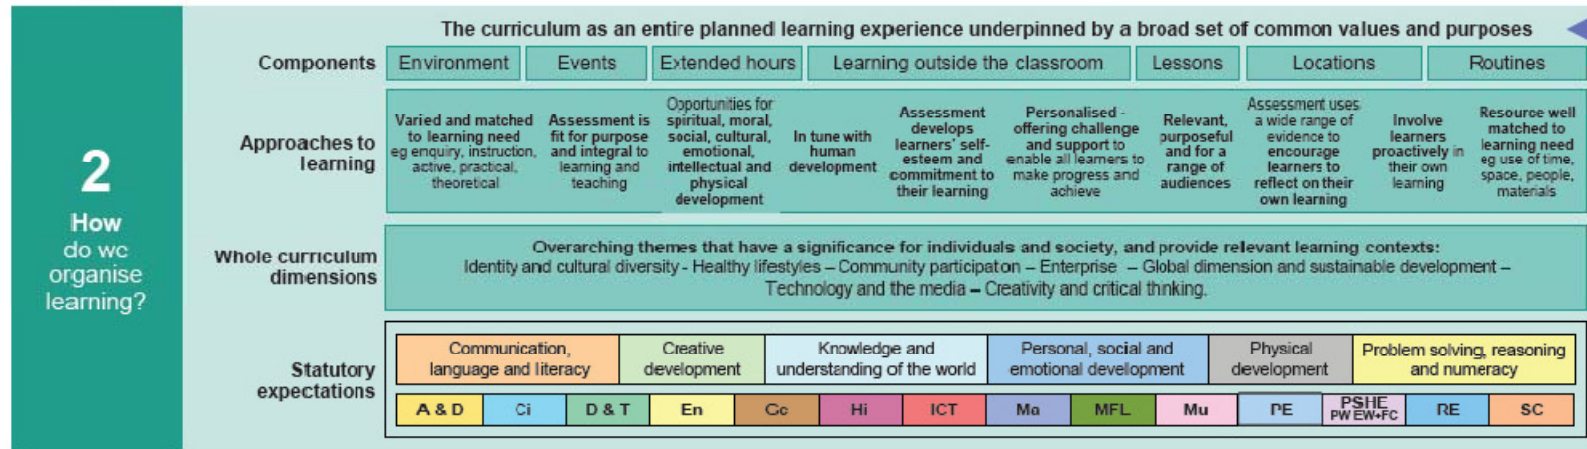 The curriculum as an entire planned learning experience underpinned by a broad set of common values and purposes
2
How
do wc
organise
learning?
Components
Environment
Events
Extended hours
Learning outside the classroom
Lessons
Locations
Routines
Approaches to
learning
Varied and matched
to learning need
eg enquiry, instruction,
active, practical,
theoretical
Assessment is
fit for purpose
and integral to
learning and
teaching
Opportunities for
spiritual, moral,
social, cultural,
emotional,
intellectual and
physical
development
In tune with
human
development
Assessment
develops
learners' self-
esteem and
commitment to
their learning
Personalised -
offering challenge
and support to
enable all learners to
make progress and
achieve
Relevant,
purposeful
and for a
range of
audiences
Assessment uses
a wide range of
evidence to
encourage
learners to
reflect on their
own learning
Involve
learners
proactively in
their own
learning
Resource well
matched to
learning need
eg use of time,
space, people,
materials
Whole curriculum
dimensions
Overarching themes that have a significance for individuals and society, and provide relevant learning contexts:
Identity and cultural diversity - Healthy lifestyles – Community participation – Enterprise – Global dimension and sustainable development –
Technology and the media – Creativity and critical thinking.
Statutory
expectations
Communication,
language and literacy
Creative
development
Knowledge and
understanding of the world
Personal, social and
emotional development
Physical
development
Problem solving, reasoning
and numeracy
A & D
Ci
D & T
En
Gc
Hi
ICT
Ma
MFL
Mu
PE
PSHE
PW EW+FC
RE
SC